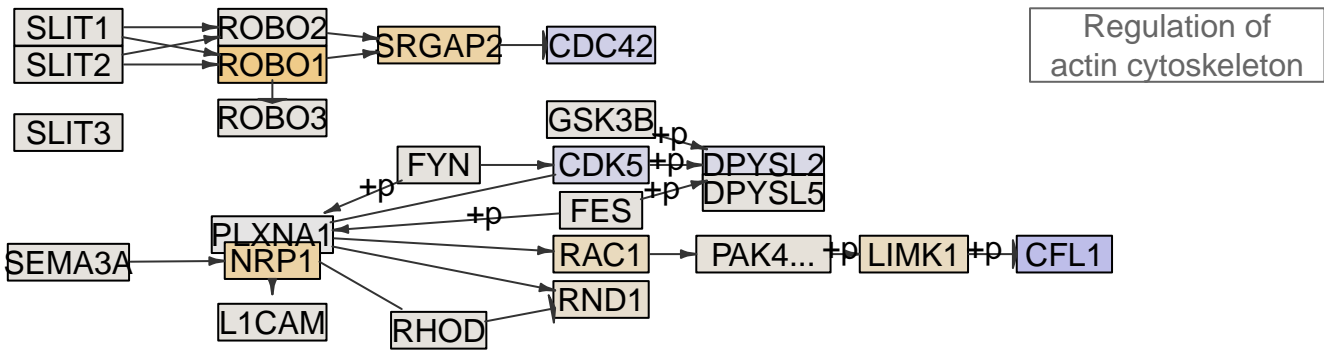 SLIT1
ROBO2
SLIT2
ROBO1
SRGAP2
CDC42
Regulation of
actin cytoskeleton
SLIT3
ROBO3
GSK3B
+p
FYN
CDK5
+p
DPYSL2
+p
+p
DPYSL5
PLXNA1
+p
FES
SEMA3A
NRP1
RAC1
PAK4...
+p
LIMK1
+p
CFL1
L1CAM
RHOD
RND1